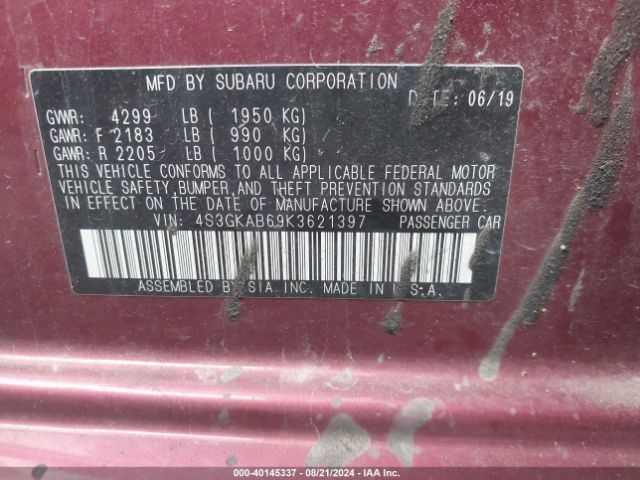 MFD BY SUBARU CORPORATION
DATE: 06/19
GVWR: 4299 LB ( 1950 KG)
GAWR: F 2183 LB ( 990 KG)
GAWR: R 2205 LB ( 1000 KG)
THIS VEHICLE CONFORMS TO ALL APPLICABLE FEDERAL MOTOR
VEHICLE SAFETY,BUMPER,AND THEFT PREVENTION STANDARDS
IN EFFECT ON THE DATE OF MANUFACTURE SHOWN ABOVE.
VIN: 4S3GKAB69K3621397 PASSENGER CAR
ASSEMBLED BY SIA INC. MADE IN U.S.A.
000 - 40145337 - 08/21/2024 - IAA Inc.